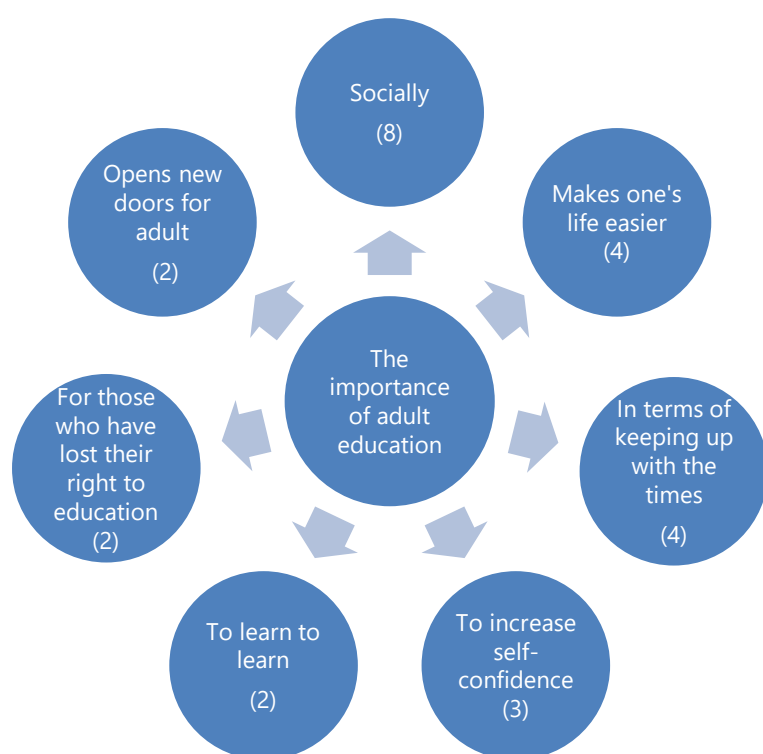 Socially
(8)
Makes one's
life easier
(4)
In terms of
keeping up
with the
times
(4)
To increase
self-
confidence
(3)
To learn to
learn
(2)
For those
who have
lost their
right to
education
(2)
Opens new
doors for
adult
(2)
The
importance
of adult
education